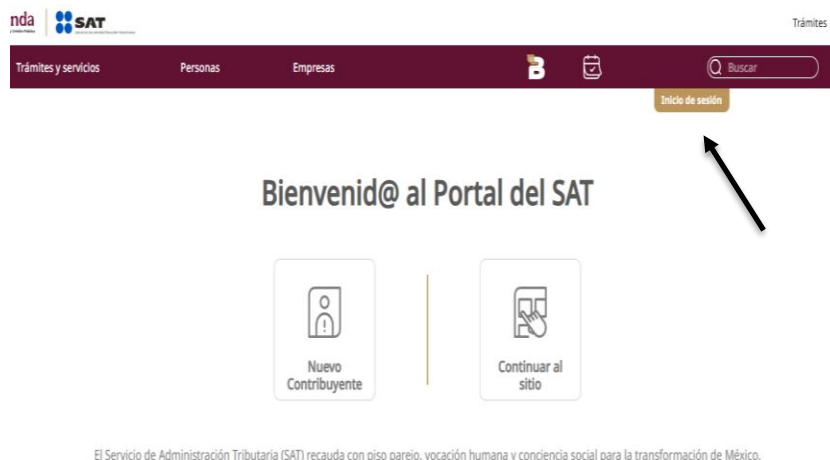 nda SAT
Trámites
Trámites y servicios Personas Empresas B Buscar
Inicio de sesión
Bienvenid@ al Portal del SAT
Nuevo
Contribuyente
Continuar al
sitio
El Servicio de Administración Tributaria (SAT) recauda con piso parejo, vocación humana y conciencia social para la transformación de México.